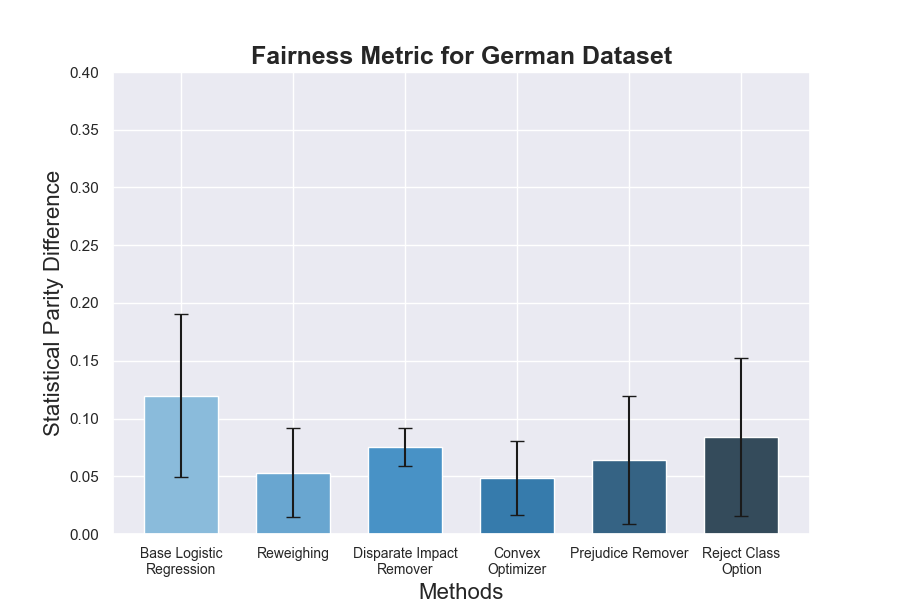 Fairness Metric for German Dataset
Statistical Parity Difference
0.40
0.35
0.30
0.25
0.20
0.15
0.10
0.05
0.00
Base Logistic
Regression
Reweighing
Disparate Impact
Remover
Convex
Optimizer
Prejudice Remover
Reject Class
Option
Methods